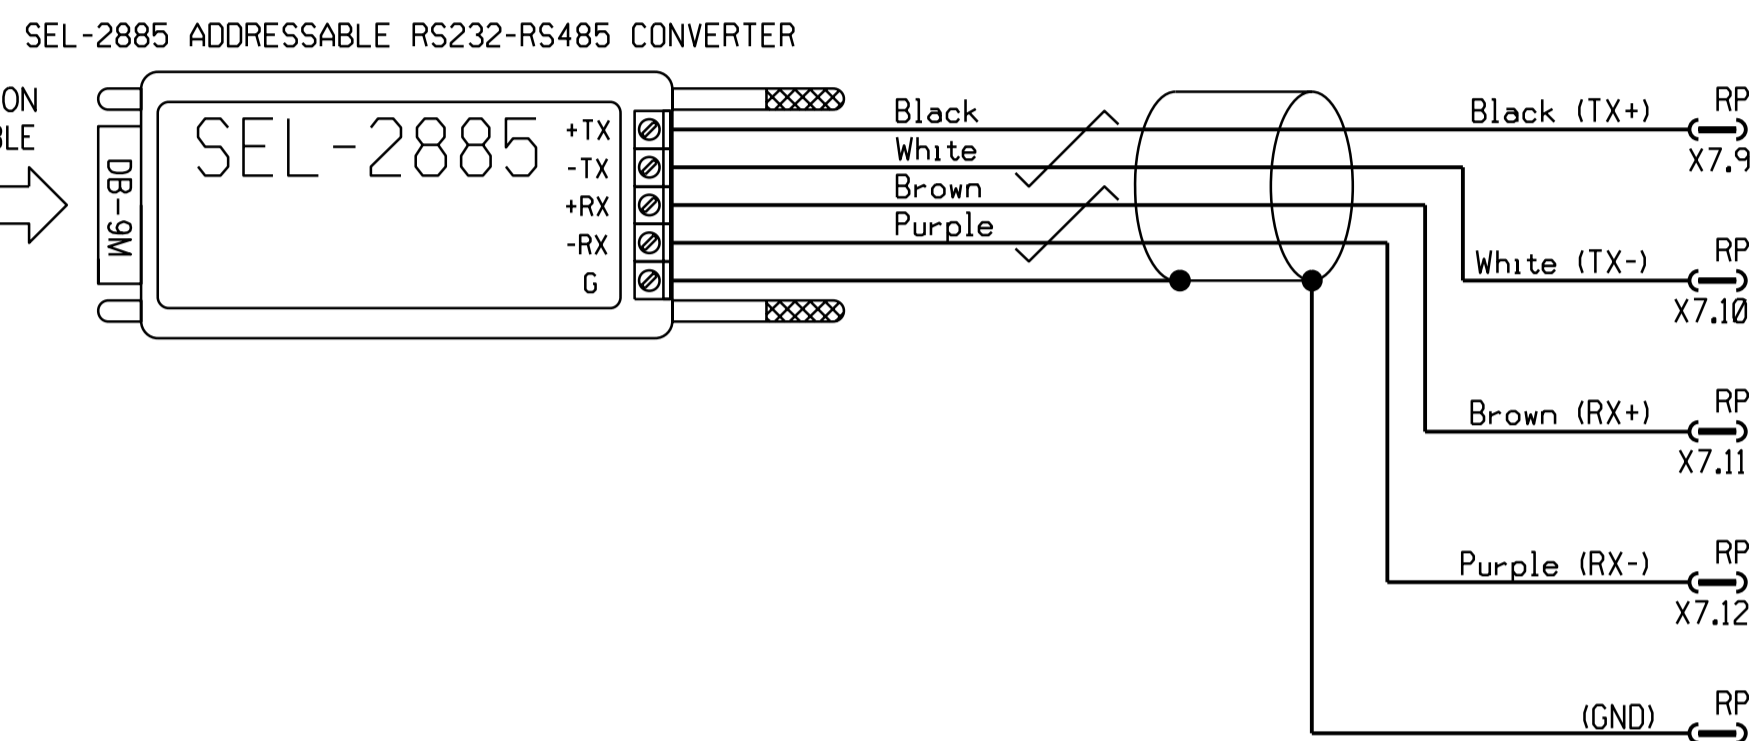 SEL-2885 ADDRESSABLE RS232-RS485 CONVERTER
ON
BLE
DB-9M
SEL-2885
+TX
-TX
+RX
-RX
G
Black
White
Brown
Purple
Black (TX+)
RP
X7.9
White (TX-)
RP
X7.10
Brown (RX+)
RP
X7.11
Purple (RX-)
RP
X7.12
(GND)
RP